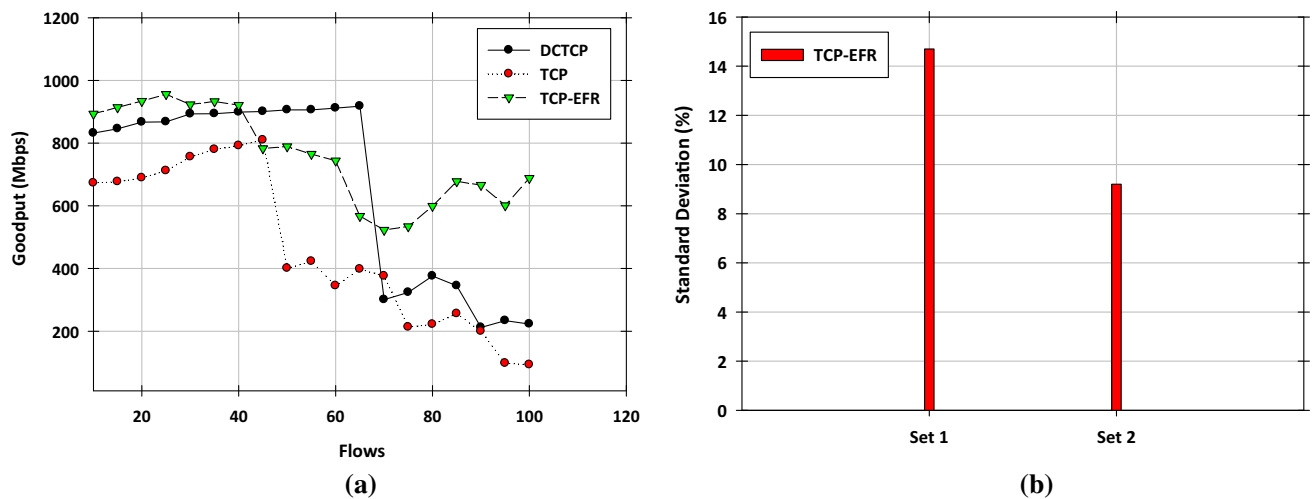 1200
1000
800
600
400
200
Goodput (Mbps)
DCTCP
TCP
TCP-EFR
20
40
60
80
100
120
Flows
(a)
16
14
12
10
8
6
4
2
0
Standard Deviation (%)
TCP-EFR
Set 1
Set 2
(b)